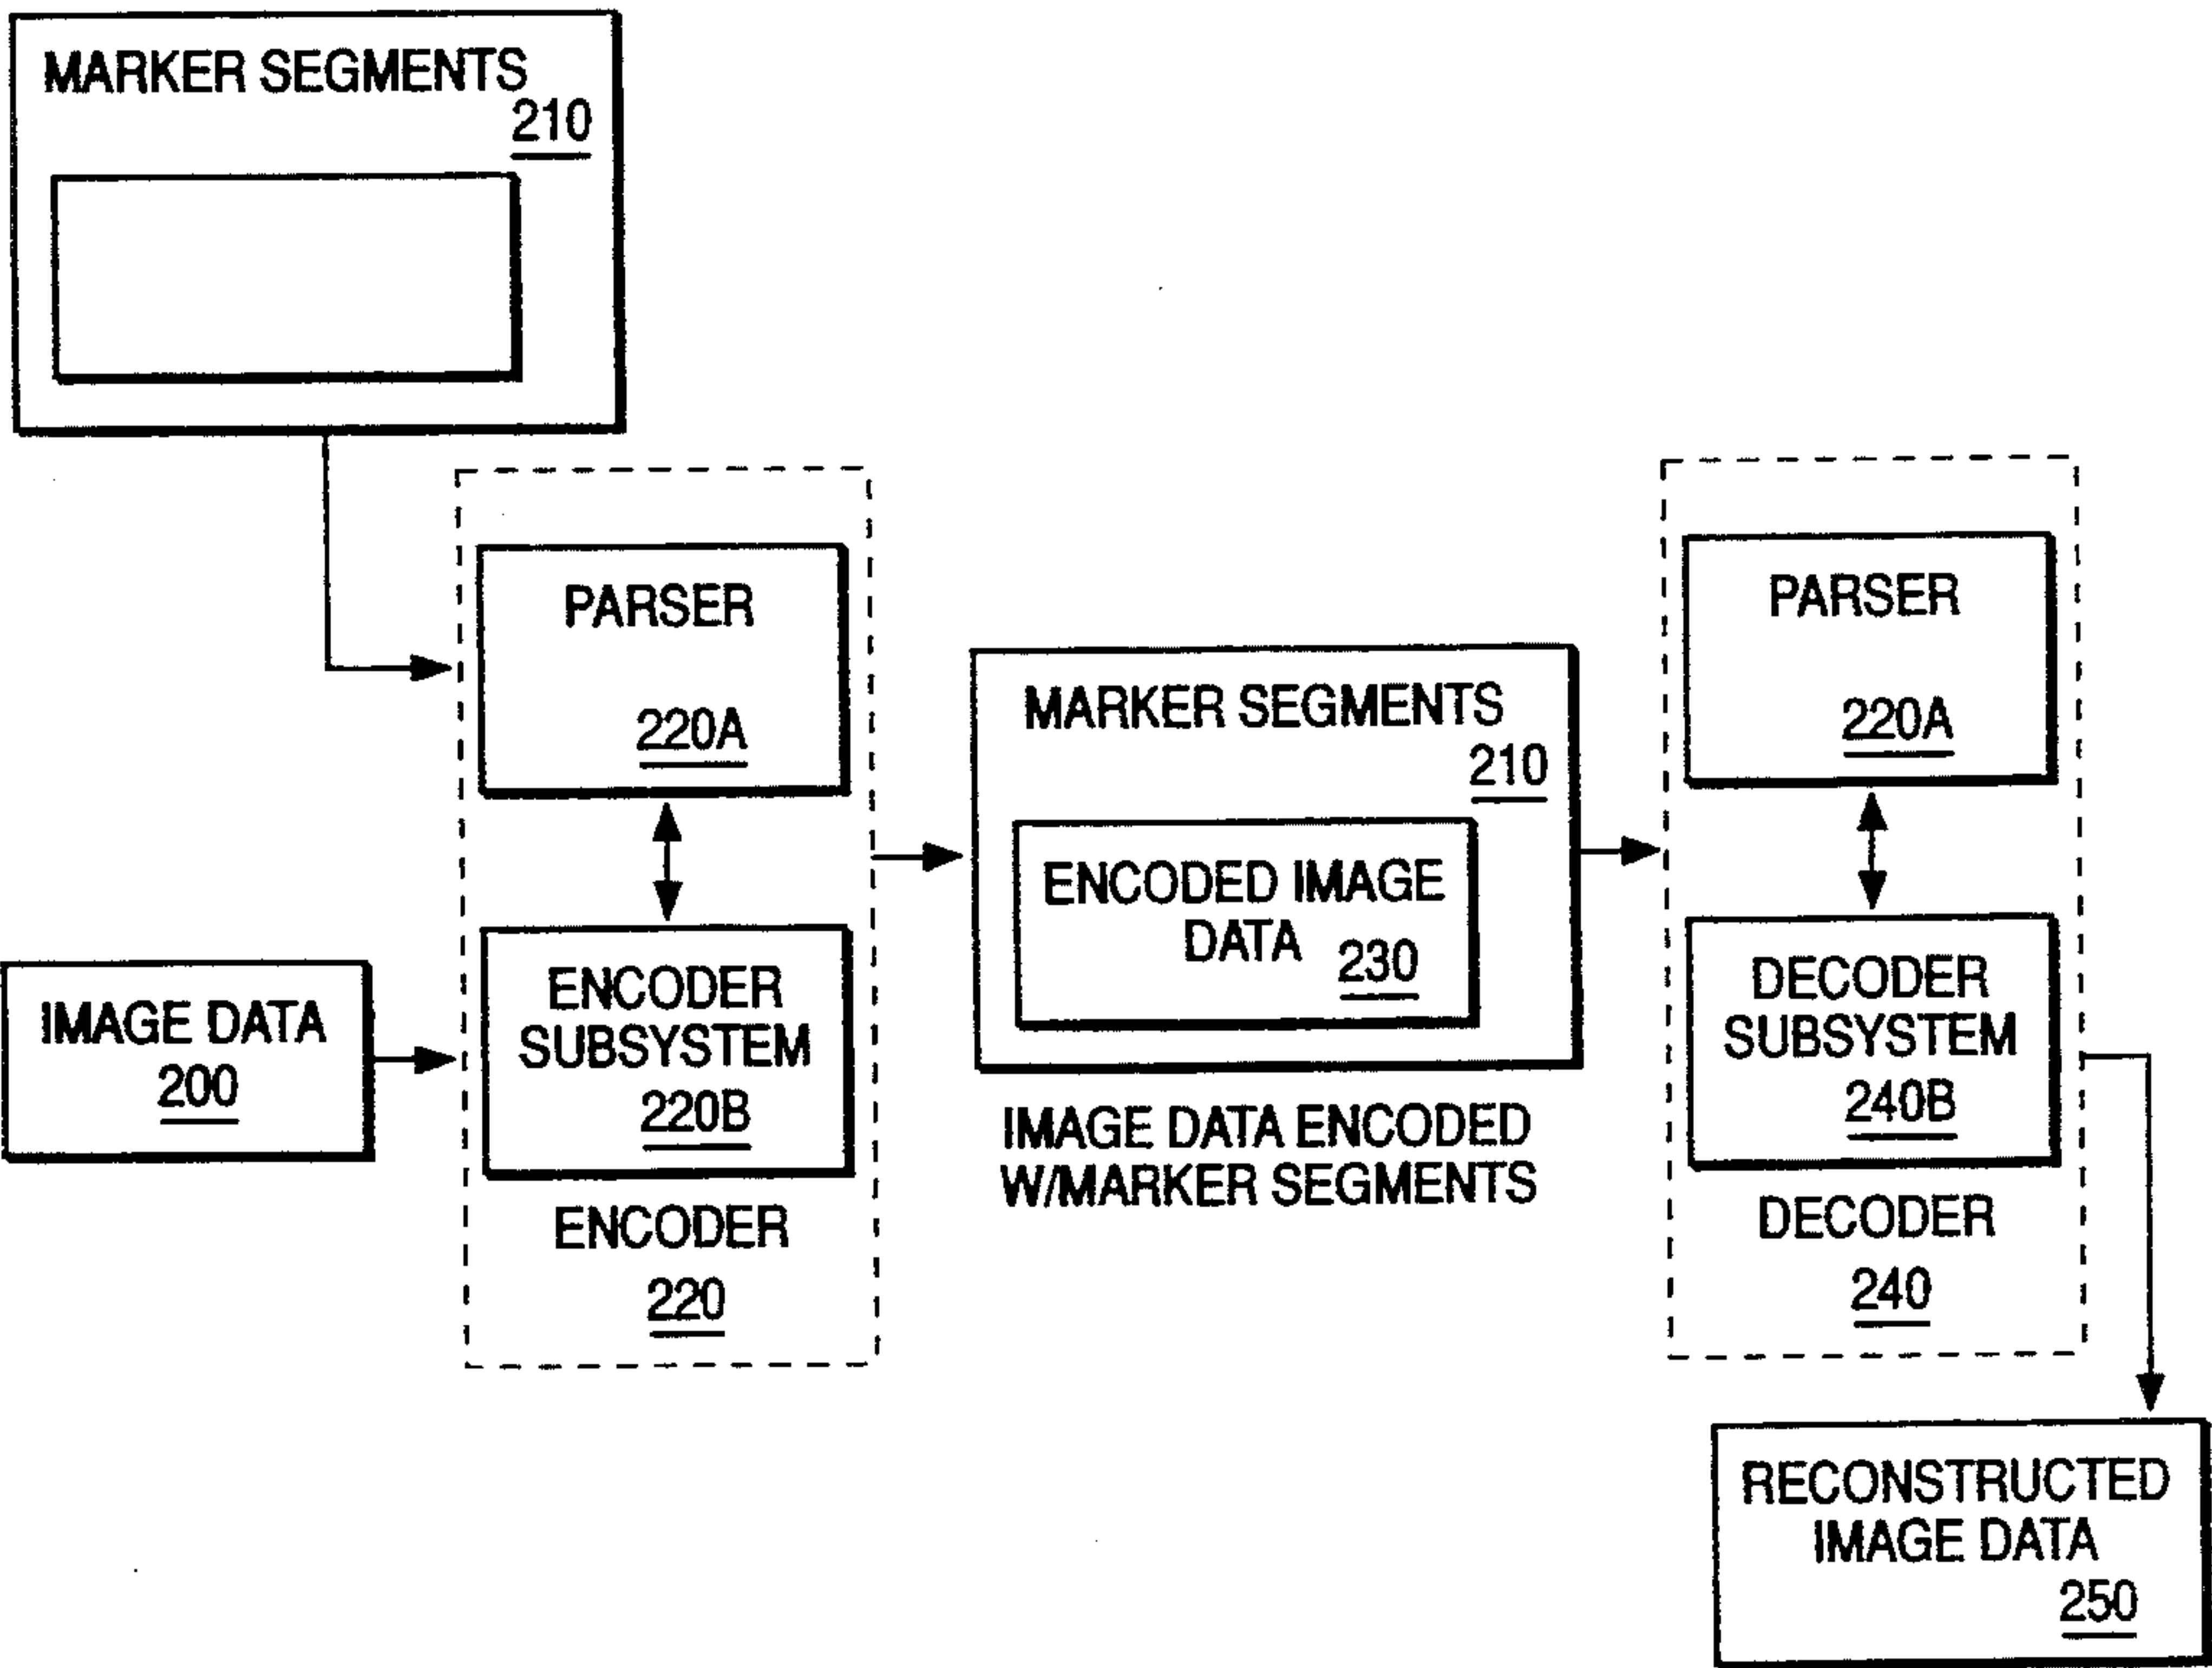 MARKER SEGMENTS
210
PARSER
220A
IMAGE DATA
200
ENCODER
SUBSYSTEM
220B
ENCODER
220
MARKER SEGMENTS
210
ENCODED IMAGE
DATA 230
IMAGE DATA ENCODED
W/MARKER SEGMENTS
PARSER
220A
DECODER
SUBSYSTEM
240B
DECODER
240
RECONSTRUCTED
IMAGE DATA
250